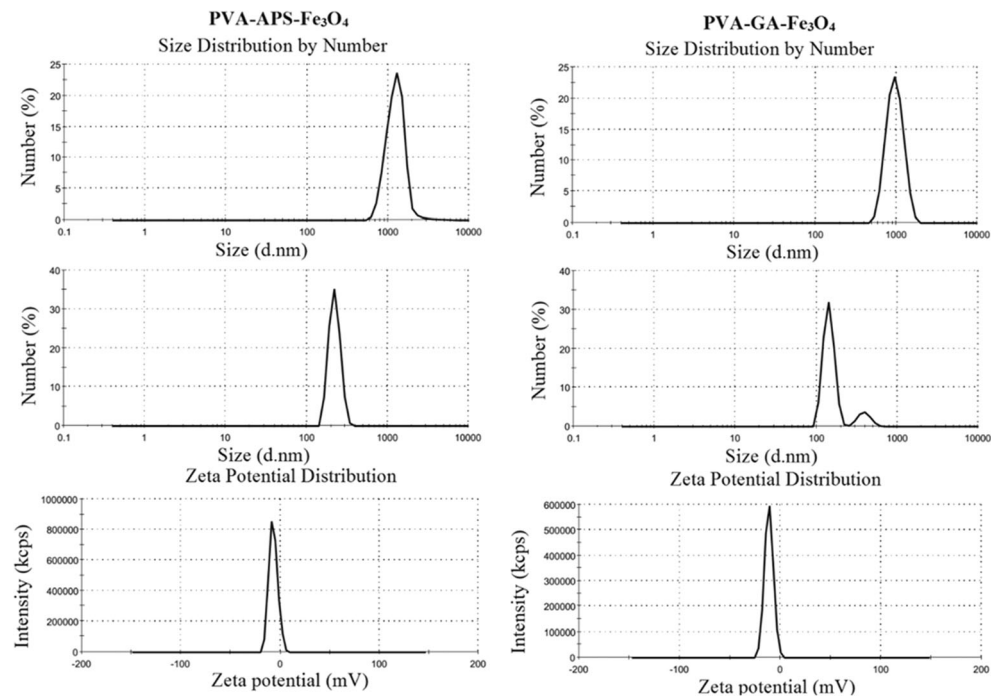 PVA-APS-Fe₃O₄
Size Distribution by Number
Number (%)
25
20
15
10
5
0
0.1 1 10 100 1000 10000
Size (d.nm)
Number (%)
40
30
20
10
0
0.1 1 10 100 1000 10000
Size (d.nm)
Zeta Potential Distribution
Intensity (kcps)
1000000
800000
600000
400000
200000
0
-200 -100 0 100 200
Zeta potential (mV)
PVA-GA-Fe₃O₄
Size Distribution by Number
Number (%)
25
20
15
10
5
0
0.1 1 10 100 1000 10000
Size (d.nm)
Number (%)
40
30
20
10
0
0.1 1 10 100 1000 10000
Size (d.nm)
Zeta Potential Distribution
Intensity (kcps)
600000
500000
400000
300000
200000
100000
0
-200 -100 0 100 200
Zeta potential (mV)